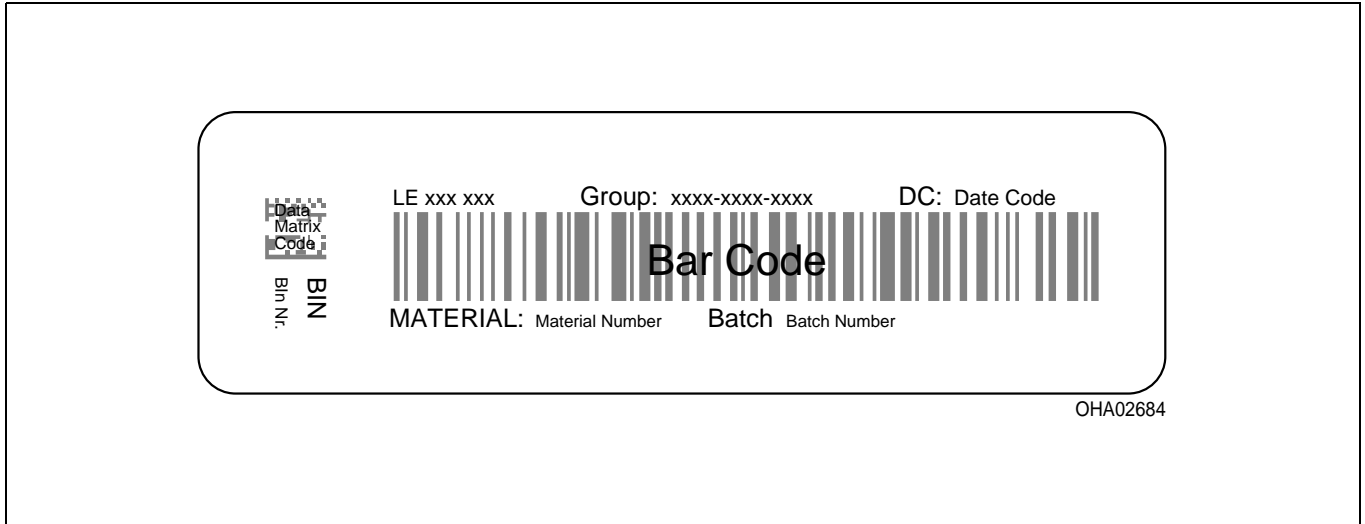 LE xxx xxx Group: xxxx-xxxx-xxxx DC: Date Code
Data
Matrix
Code
Bar Code
BIN
BIn Nr.
MATERIAL: Material Number Batch Batch Number
OHA02684